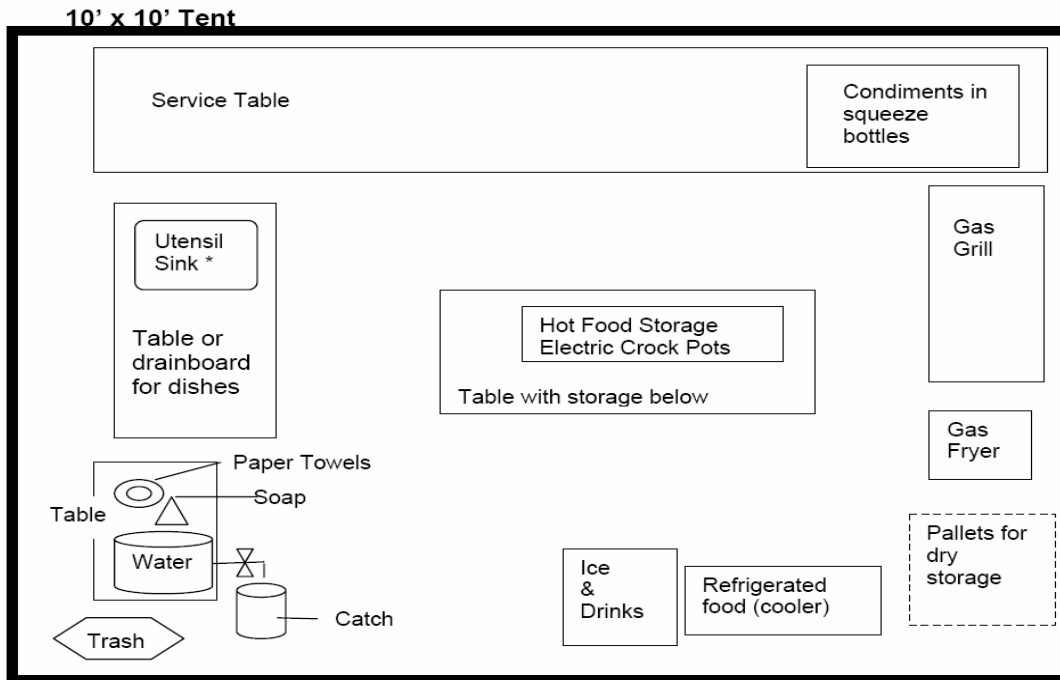 10' x 10' Tent
Service Table
Condiments in
squeeze
bottles
Utensil
Sink *
Table or
drainboard
for dishes
Hot Food Storage
Electric Crock Pots
Table with storage below
Gas
Grill
Gas
Fryer
Paper Towels
Soap
Table
Water
Catch
Trash
Ice
&
Drinks
Refrigerated
food (cooler)
Pallets for
dry
storage